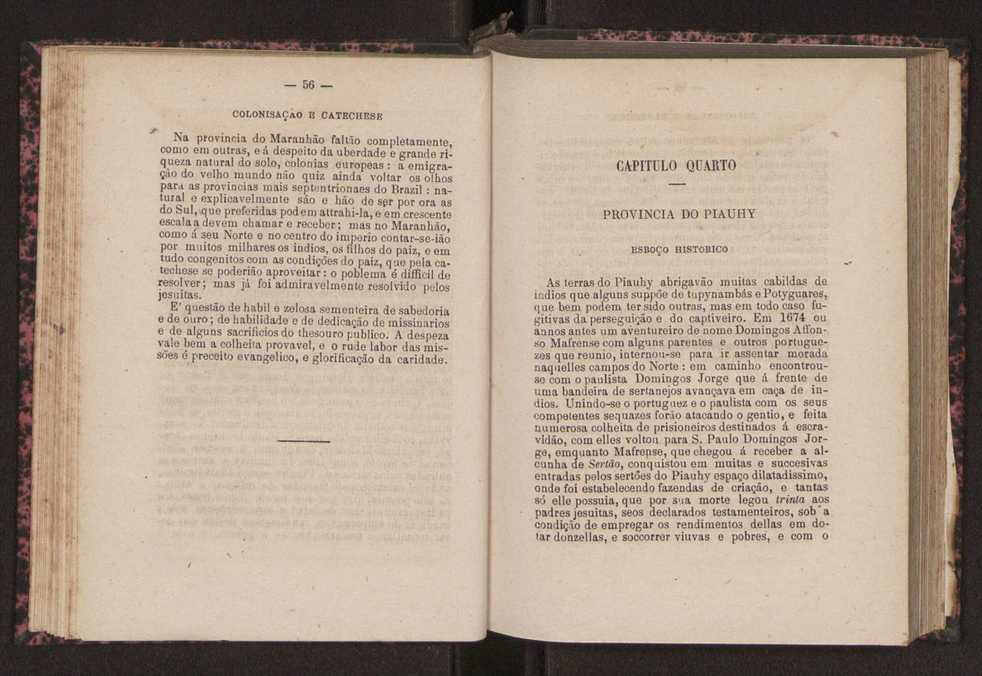 — 56 —
COLONISAÇAO E CATECHESE
Na provincia do Maranhão faltão completamente,
como em outras, e á despeito da uberdade e grande ri-
queza natural do solo, colonias europeas : a emigra-
ção do velho mundo não quiz ainda voltar os olhos
para as provincias mais septentrionaes do Brazil : na-
tural e explicavelmente são e hão de ser por ora as
do Sul, que preferidas podem attrahi-la, e em crescente
escala a devem chamar e receber; mas no Maranhão,
como á seu Norte e no centro do imperio contar-se-ião
por muitos milhares os indios, os filhos do paiz, e em
tudo congenitos com as condições do paiz, que pela ca-
techese se poderião aproveitar : o poblema é difficil de
resolver; mas já foi admiravelmente resolvido pelos
jesuitas.
E' questão de habil e zelosa sementeira de sabedoria
e de ouro; de habilidade e de dedicação de missinarios
e de alguns sacrificios do thesouro publico. A despeza
vale bem a colheita provavel, e o rude labor das mis-
sões é preceito evangelico, e glorificação da caridade.
CAPITULO QUARTO
PROVINCIA DO PIAUHY
ESBOÇO HISTORICO
As terras do Piauhy abrigavão muitas cabildas de
indios que alguns suppõe de tupynambás e Potyguares,
que bem podem ter sido outras, mas em todo caso fu-
gitivas da perseguição e do captiveiro. Em 1674 ou
annos antes um aventureiro de nome Domingos Affon-
so Mafrense com alguns parentes e outros portugue-
zes que reunio, internou-se para ir assentar morada
naquelles campos do Norte : em caminho encontrou-
se com o paulista Domingos Jorge que á frente de
uma bandeira de sertanejos avançava em caça de in-
dios. Unindo-se o portuguez e o paulista com os seus
competentes sequazes forão atacando o gentio, e feita
numerosa colheita de prisioneiros destinados á escra-
vidão, com elles voltou para S. Paulo Domingos Jor-
ge, emquanto Mafrense, que chegou á receber a al-
cunha de Sertão, conquistou em muitas e succesivas
entradas pelos sertões do Piauhy espaço dilatadissimo,
onde foi estabelecendo fazendas de criação, e tantas
só elle possuia, que por sua morte legou trinta aos
padres jesuitas, seos declarados testamenteiros, sob a
condição de empregar os rendimentos dellas em do-
tar donzellas, e soccorrer viuvas e pobres, e com o